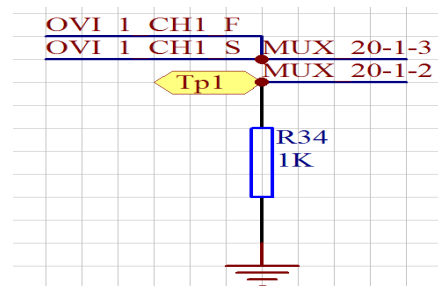 OVI 1 CH1 F
OVI 1 CH1 S MUX 20-1-3
MUX 20-1-2
Tp1
R34
1K